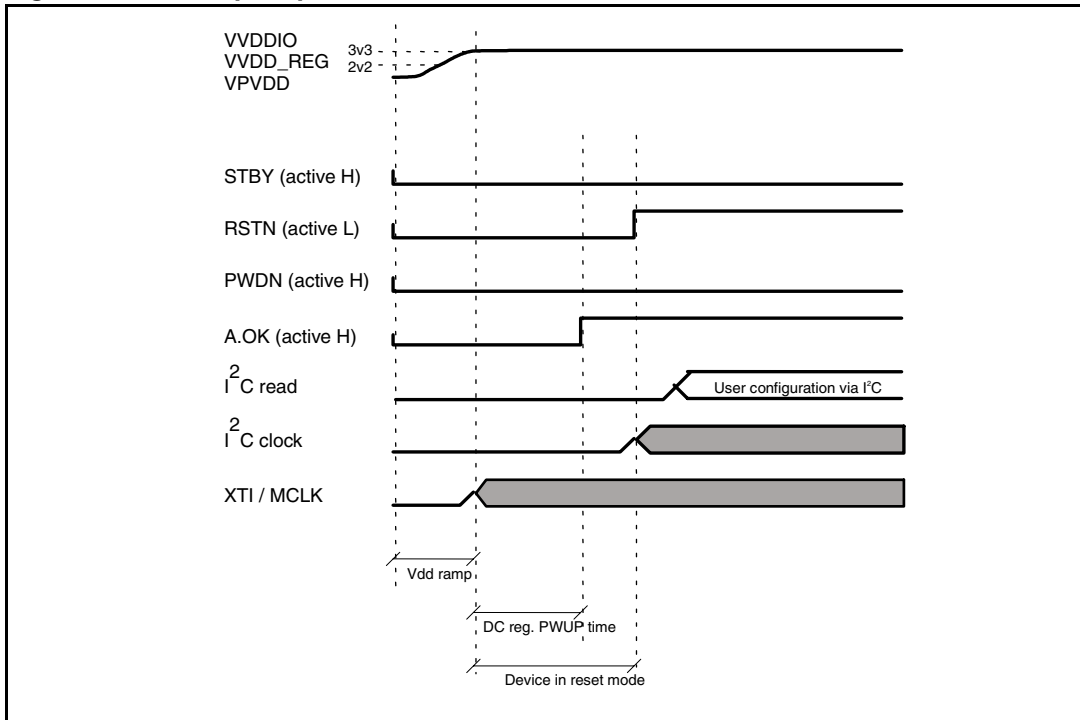 VVDDIO
VVDD_REG
VPVDD
3v3
2v2
STBY (active H)
RSTN (active L)
PWDN (active H)
A.OK (active H)
I²C read
User configuration via I²C
I²C clock
XTI / MCLK
Vdd ramp
DC reg. PWUP time
Device in reset mode